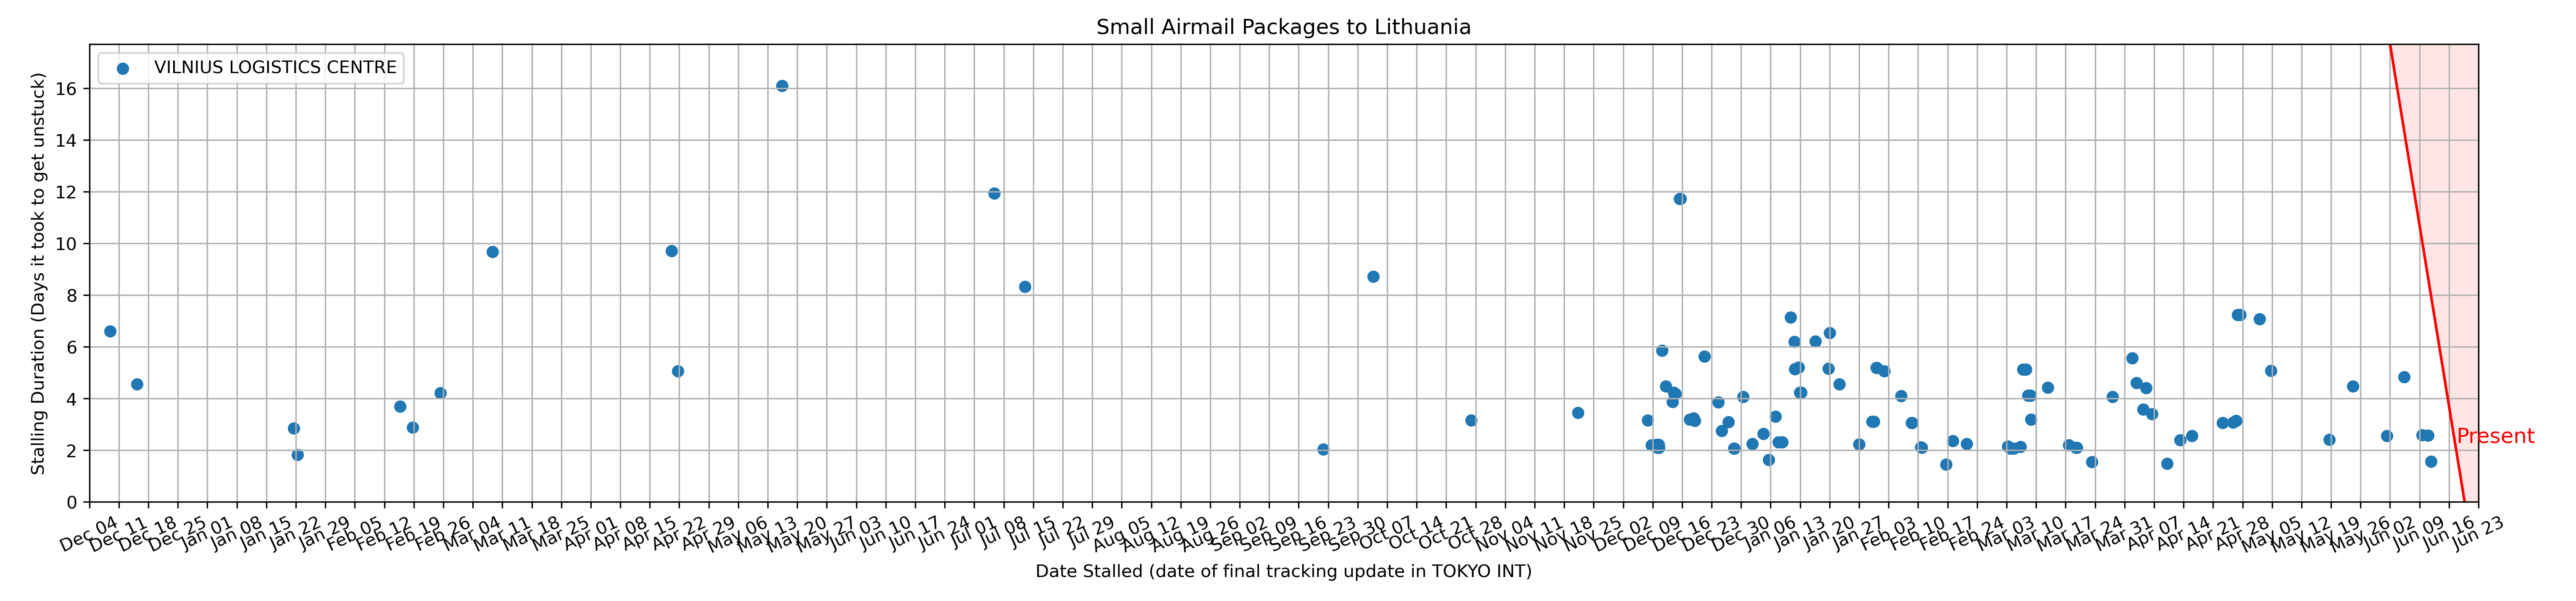 Small Airmail Packages to Lithuania
VILNIUS LOGISTICS CENTRE
Stalling Duration (Days it took to get unstuck)
16
14
12
10
8
6
4
2
0
Present
Dec 04 Dec 11 Dec 18 Dec 25 Jan 01 Jan 08 Jan 15 Jan 22 Jan 29 Feb 05 Feb 12 Feb 19 Feb 26 Mar 04 Mar 11 Mar 18 Mar 25 Apr 01 Apr 08 Apr 15 Apr 22 Apr 29 May 06 May 13 May 20 May 27 Jun 03 Jun 10 Jun 17 Jun 24 Jul 01 Jul 08 Jul 15 Jul 22 Jul 29 Aug 05 Aug 12 Aug 19 Aug 26 Sep 02 Sep 09 Sep 16 Sep 23 Sep 30 Oct 07 Oct 14 Oct 21 Oct 28 Nov 04 Nov 11 Nov 18 Nov 25 Dec 02 Dec 09 Dec 16 Dec 23 Dec 30 Jan 06 Jan 13 Jan 20 Jan 27 Feb 03 Feb 10 Feb 17 Feb 24 Mar 03 Mar 10 Mar 17 Mar 24 Mar 31 Apr 07 Apr 14 Apr 21 Apr 28 May 05 May 12 May 19 May 26 Jun 02 Jun 09 Jun 16 Jun 23
Date Stalled (date of final tracking update in TOKYO INT)